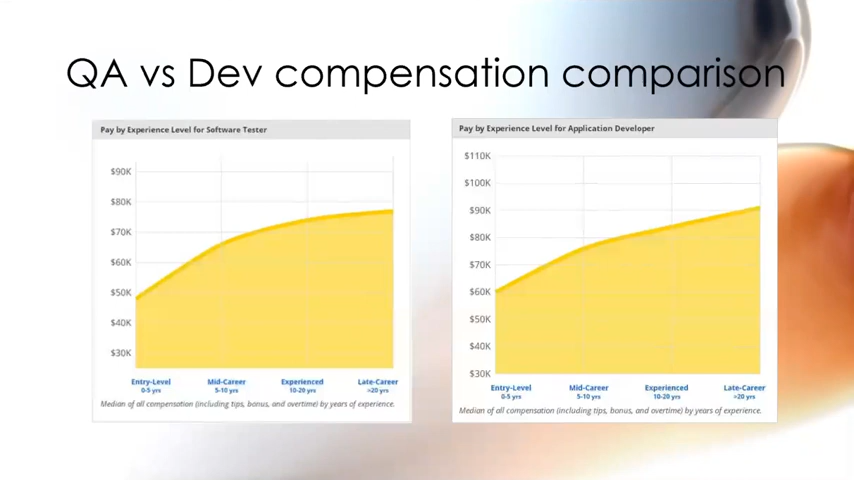 QA vs Dev compensation comparison
Pay by Experience Level for Software Tester
$90K
$80K
$70K
$60K
$50K
$40K
$30K
Entry-Level
0-5 yrs
Mid-Career
5-10 yrs
Experienced
10-20 yrs
Late-Career
>20 yrs
Median of all compensation (including tips, bonus, and overtime) by years of experience.
Pay by Experience Level for Application Developer
$110K
$100K
$90K
$80K
$70K
$60K
$50K
$40K
$30K
Entry-Level
0-5 yrs
Mid-Career
5-10 yrs
Experienced
10-20 yrs
Late-Career
>20 yrs
Median of all compensation (including tips, bonus, and overtime) by years of experience.